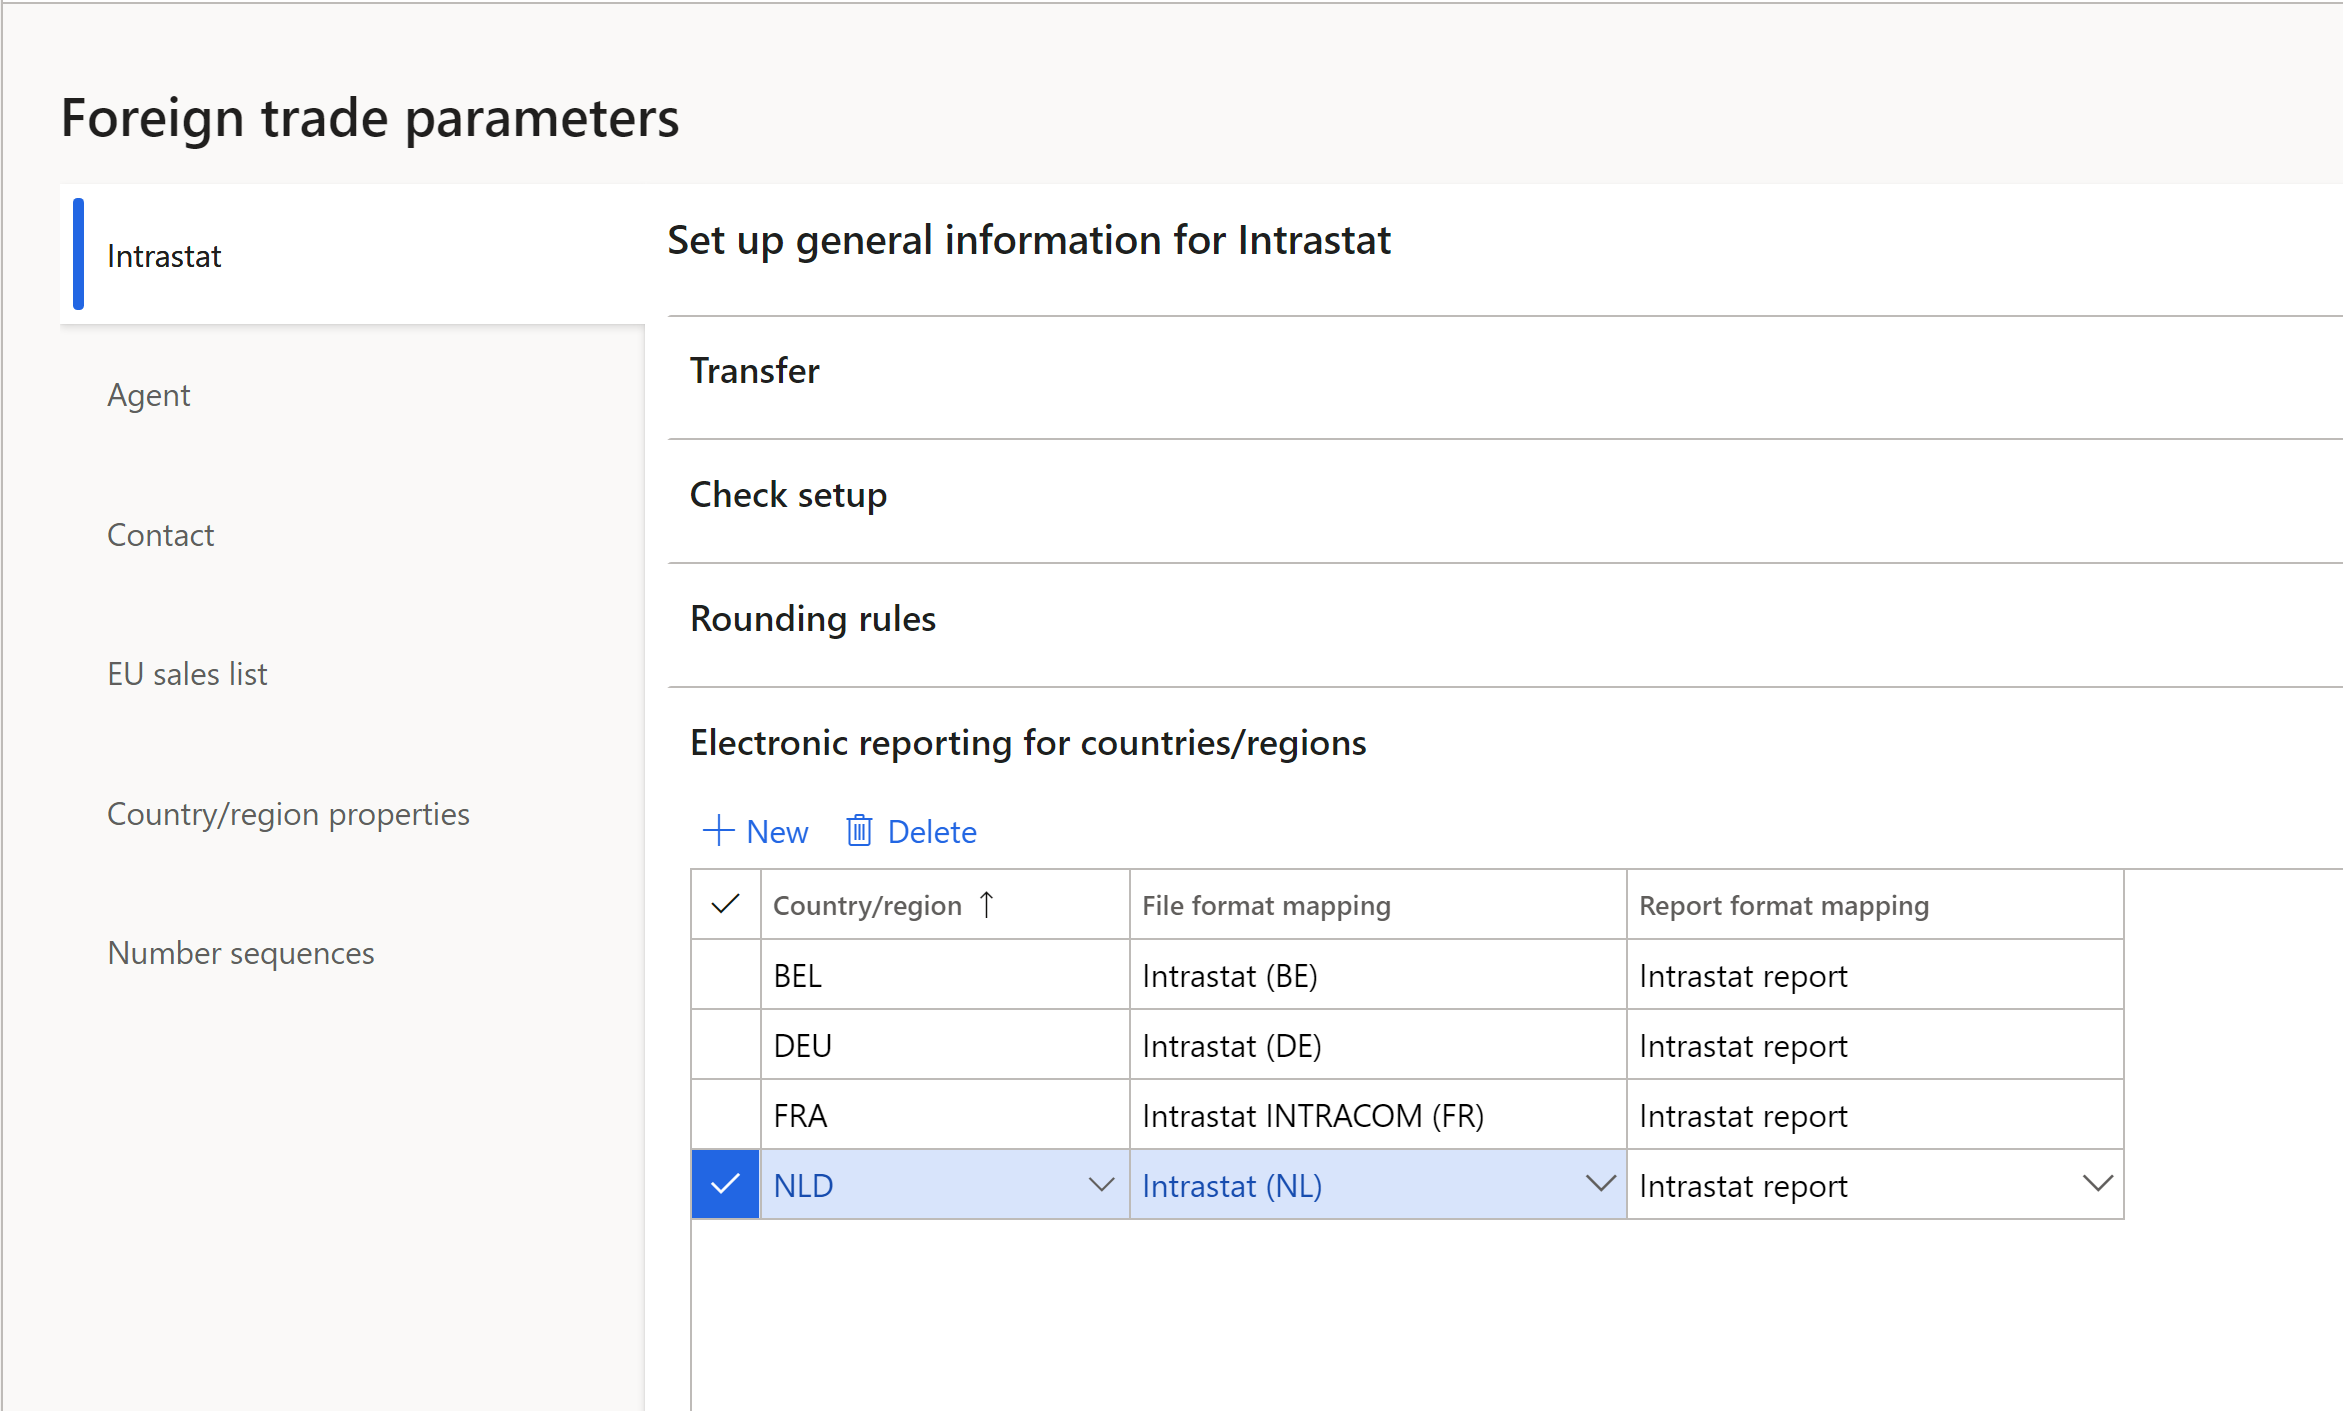 Foreign trade parameters
Intrastat
Agent
Contact
EU sales list
Country/region properties
Number sequences
Set up general information for Intrastat
Transfer
Check setup
Rounding rules
Electronic reporting for countries/regions
New Delete
Country/region File format mapping Report format mapping
BEL Intrastat (BE) Intrastat report
DEU Intrastat (DE) Intrastat report
FRA Intrastat INTRACOM (FR) Intrastat report
NLD Intrastat (NL) Intrastat report